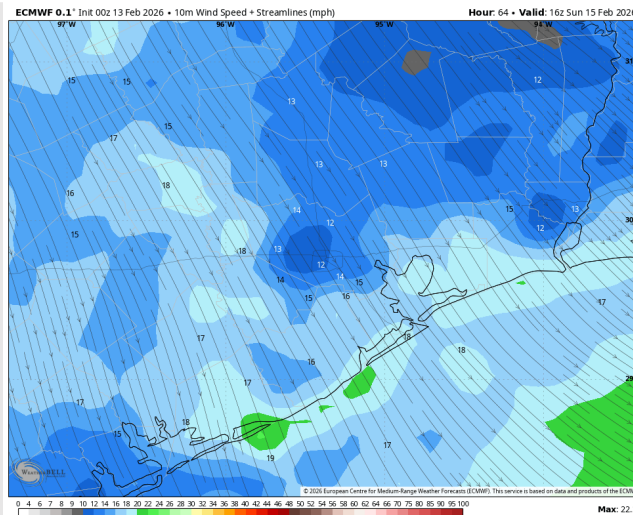 ECMWF 0.1° Init 00z 13 Feb 2026 • 10m Wind Speed + Streamlines (mph)
Hour: 64 • Valid: 16z Sun 15 Feb 2026
97°W 96°W 95°W 94°W
31
15 15 12
13
15
17
13 13
18
16
14 15 13
30
15 12 12
18 13
12
14 14 15
15 16
17
17 18
18
16
29
17
17
18
15 17
19
WeatherBELL
© 2026 European Centre for Medium-Range Weather Forecasts (ECMWF). This service is based on data and products of the ECM
0 4 6 7 8 9 10 12 14 16 18 20 22 24 26 28 30 32 34 36 38 40 42 44 46 48 50 52 54 56 58 60 65 70 75 80 85 90 95 100
Max: 22.